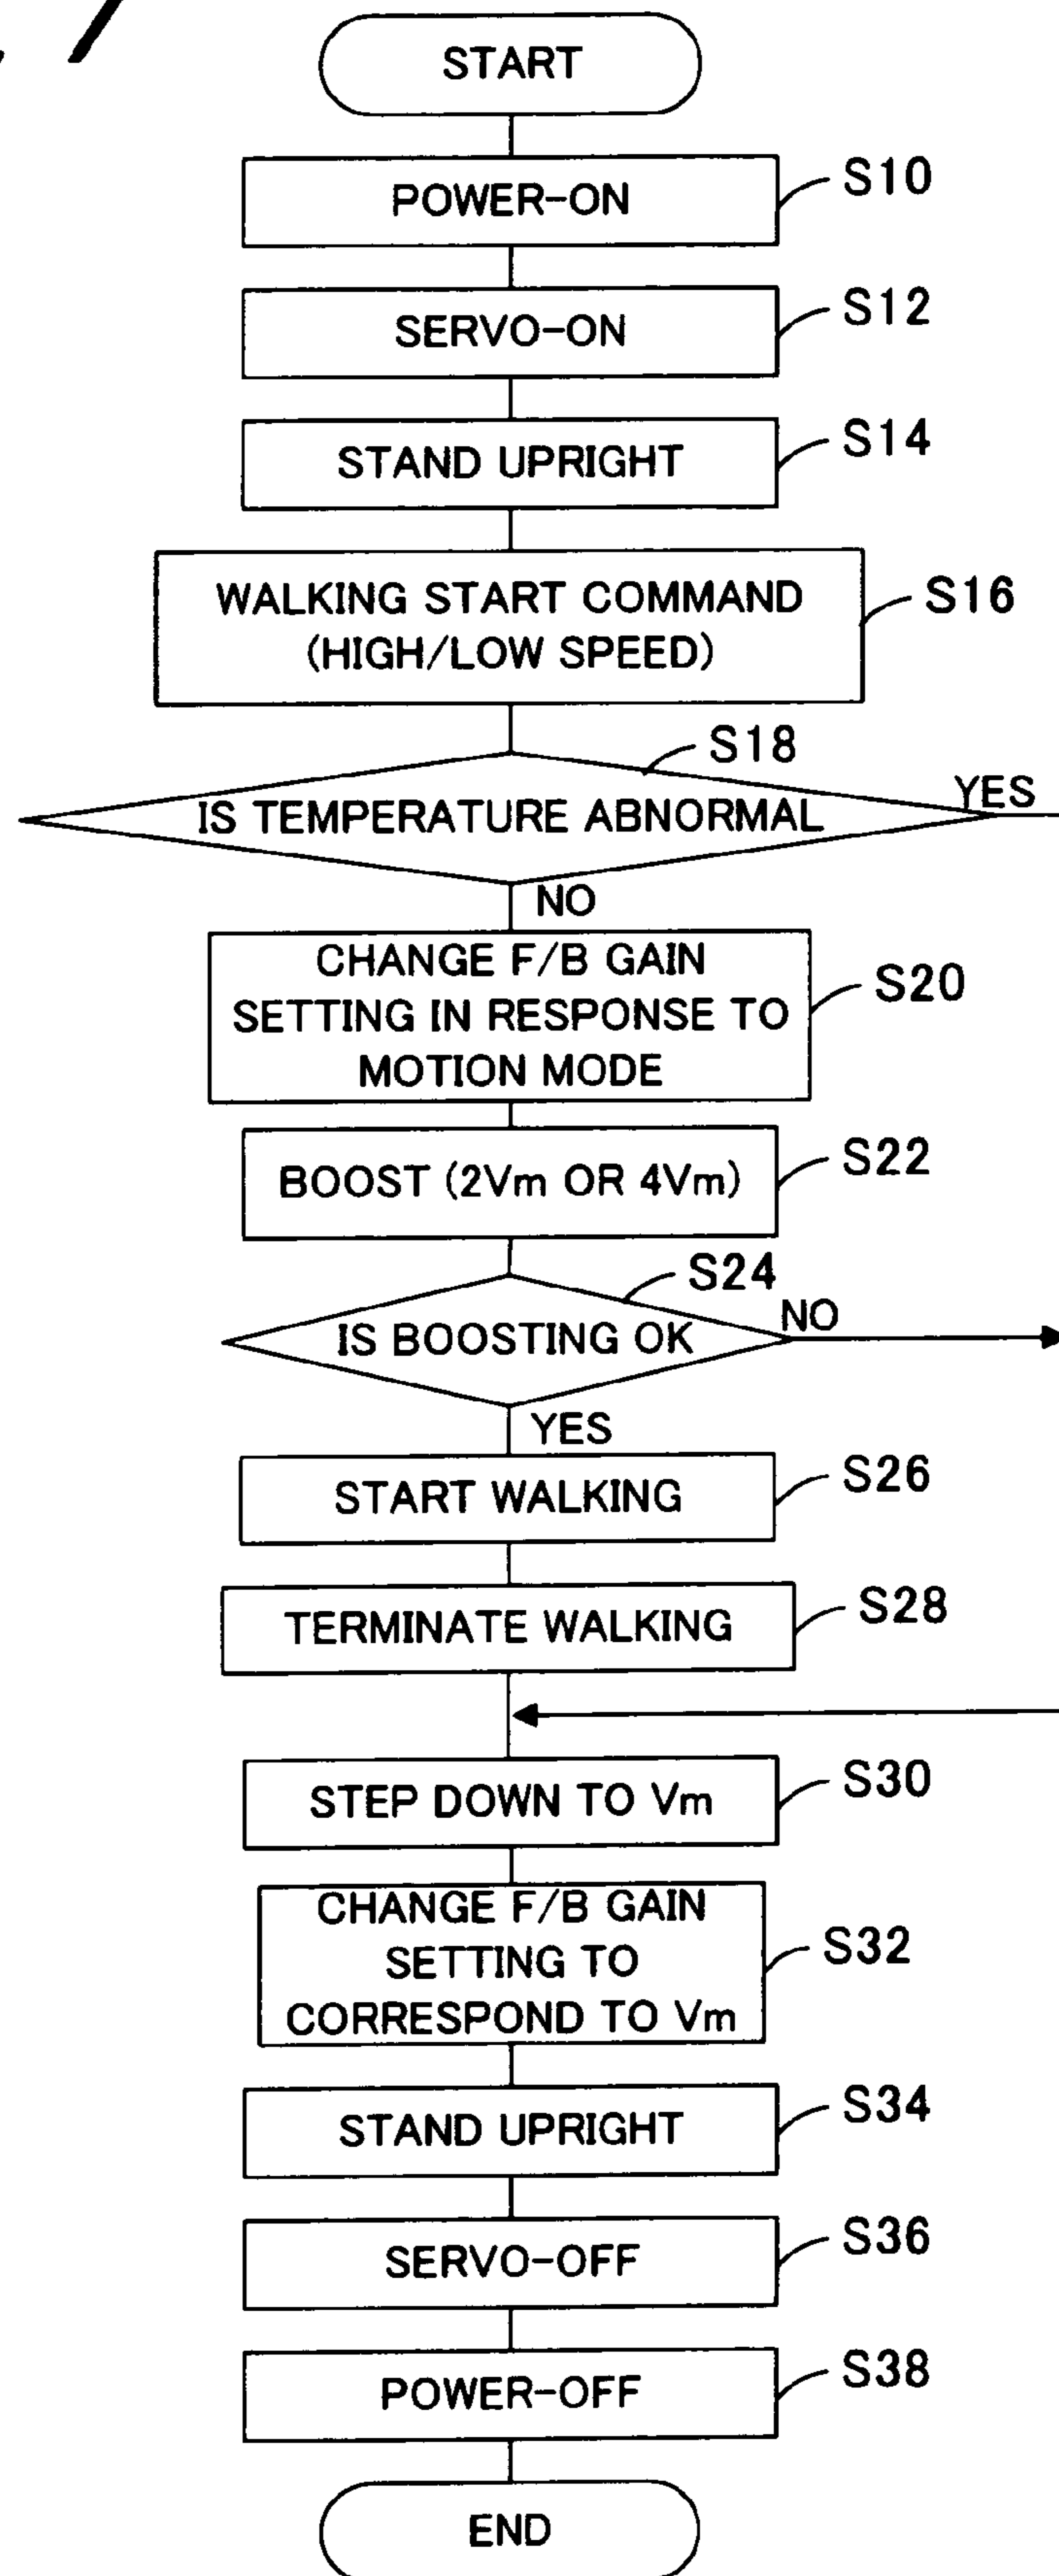 7
START
POWER-ON
S10
SERVO-ON
S12
STAND UPRIGHT
S14
WALKING START COMMAND
(HIGH/LOW SPEED)
S16
S18
IS TEMPERATURE ABNORMAL
YES
NO
CHANGE F/B GAIN
SETTING IN RESPONSE TO
MOTION MODE
S20
BOOST (2Vm OR 4Vm)
S22
S24
IS BOOSTING OK
NO
YES
START WALKING
S26
TERMINATE WALKING
S28
STEP DOWN TO Vm
S30
CHANGE F/B GAIN
SETTING TO
CORRESPOND TO Vm
S32
STAND UPRIGHT
S34
SERVO-OFF
S36
POWER-OFF
S38
END